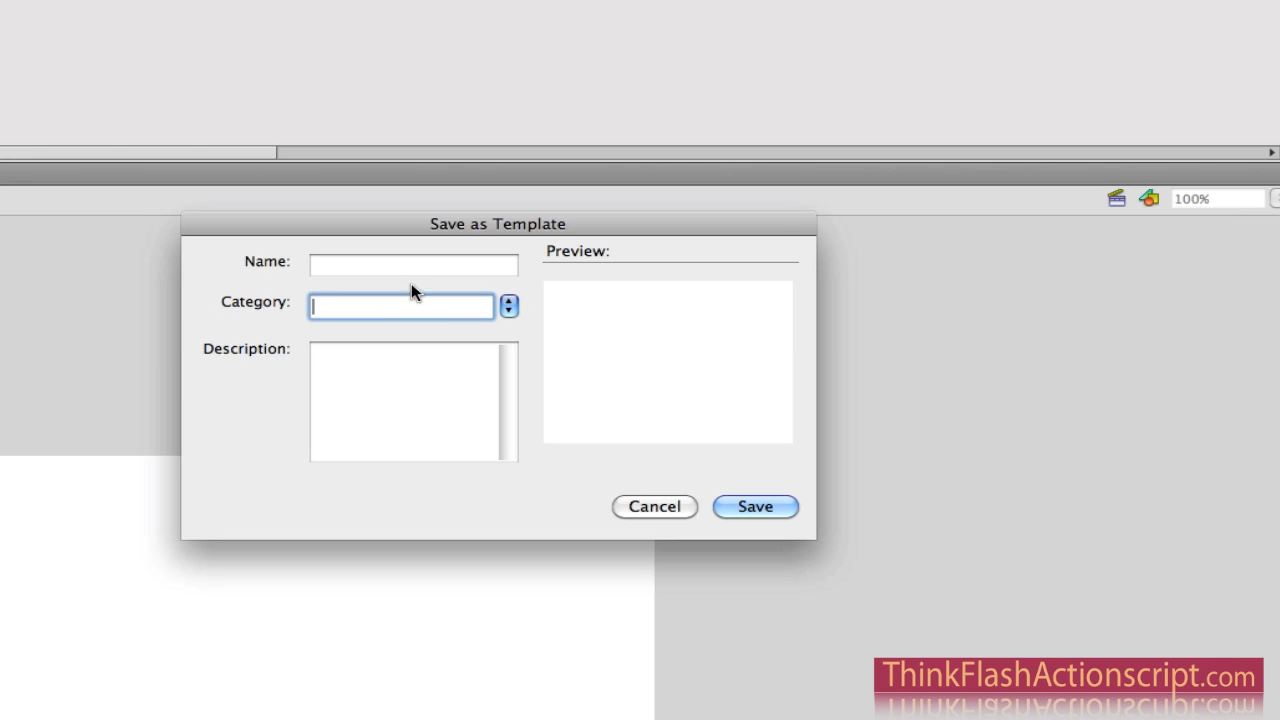 100%
Save as Template
Name:
Preview:
Category:
Description:
Cancel
Save
ThinkFlashActionscript.com